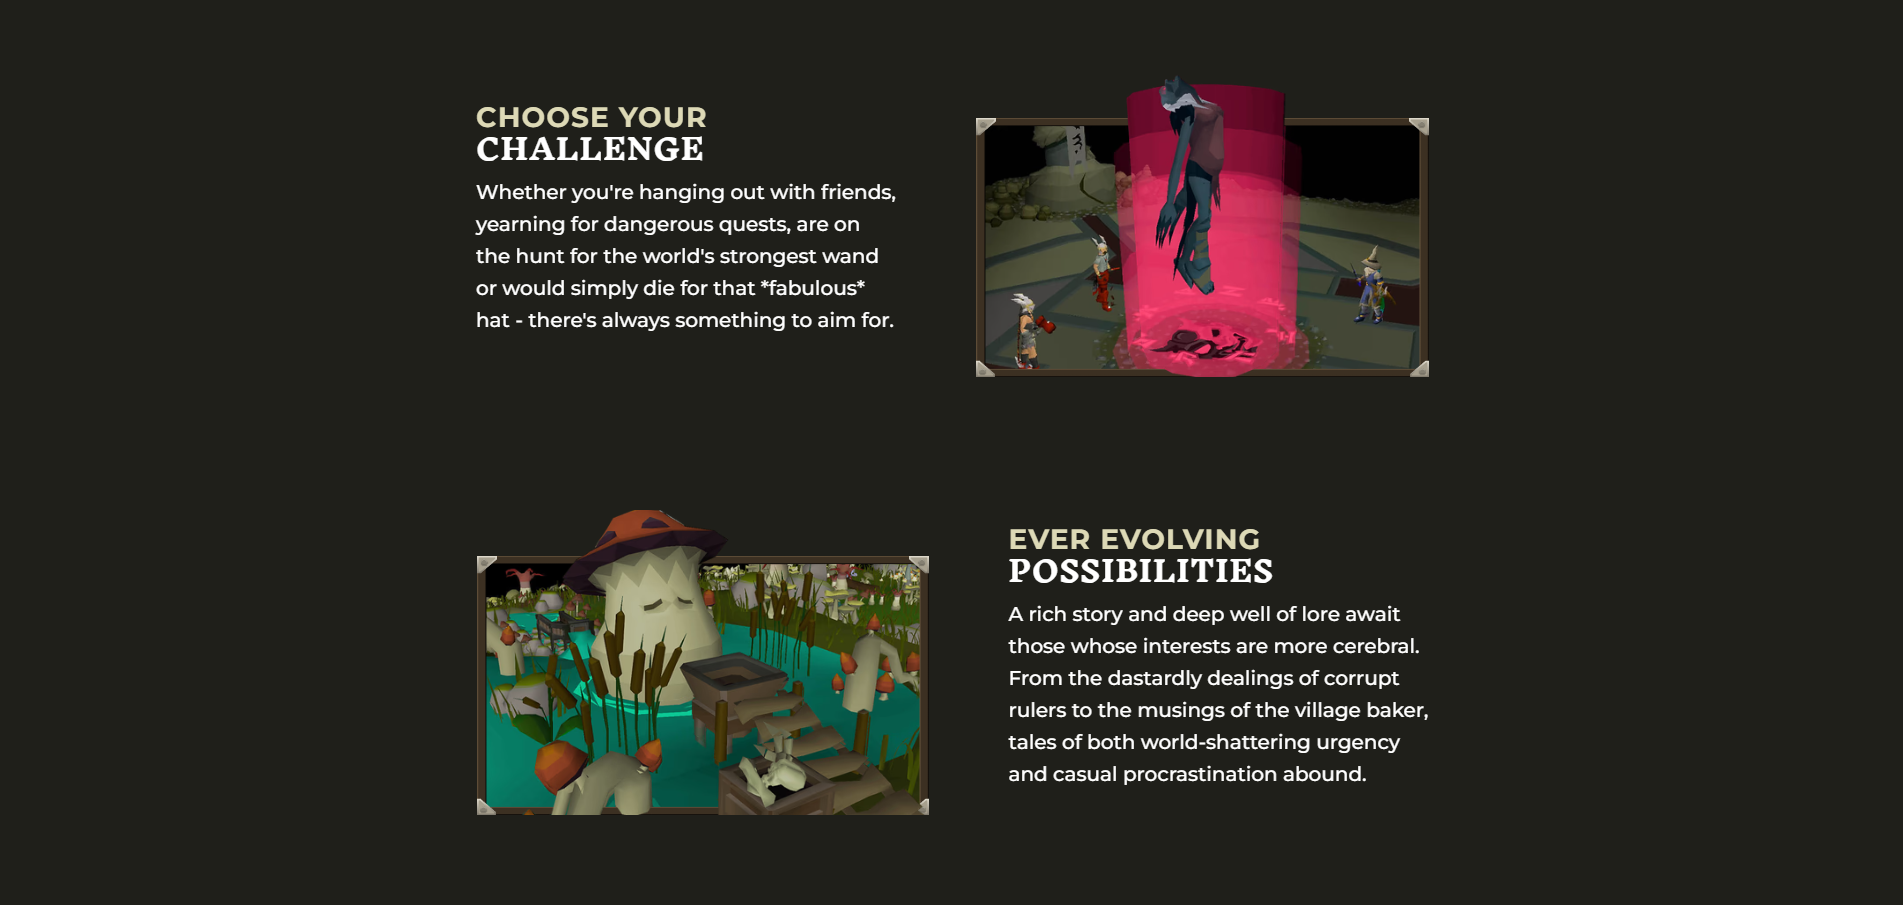 CHOOSE YOUR
CHALLENGE
Whether you're hanging out with friends,
yearning for dangerous quests, are on
the hunt for the world's strongest wand
or would simply die for that *fabulous*
hat - there's always something to aim for.
EVER EVOLVING
POSSIBILITIES
A rich story and deep well of lore await
those whose interests are more cerebral.
From the dastardly dealings of corrupt
rulers to the musings of the village baker,
tales of both world-shattering urgency
and casual procrastination abound.